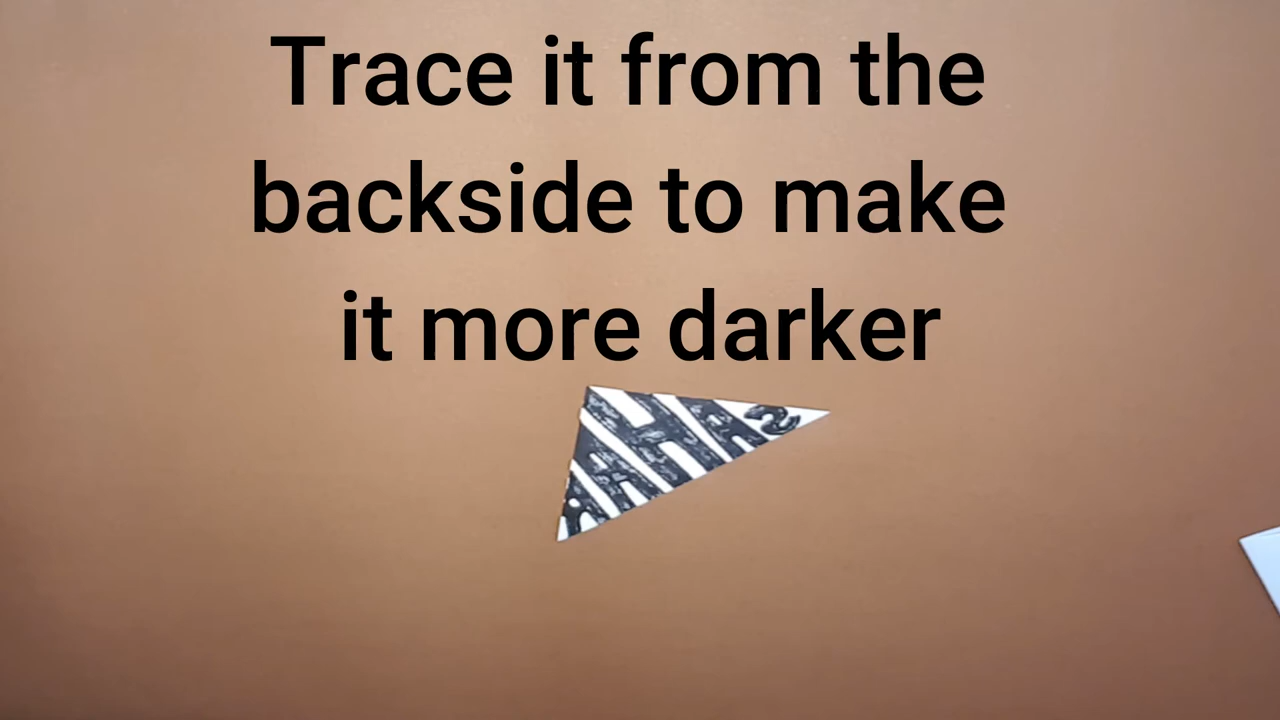 Trace it from the
backside to make
it more darker